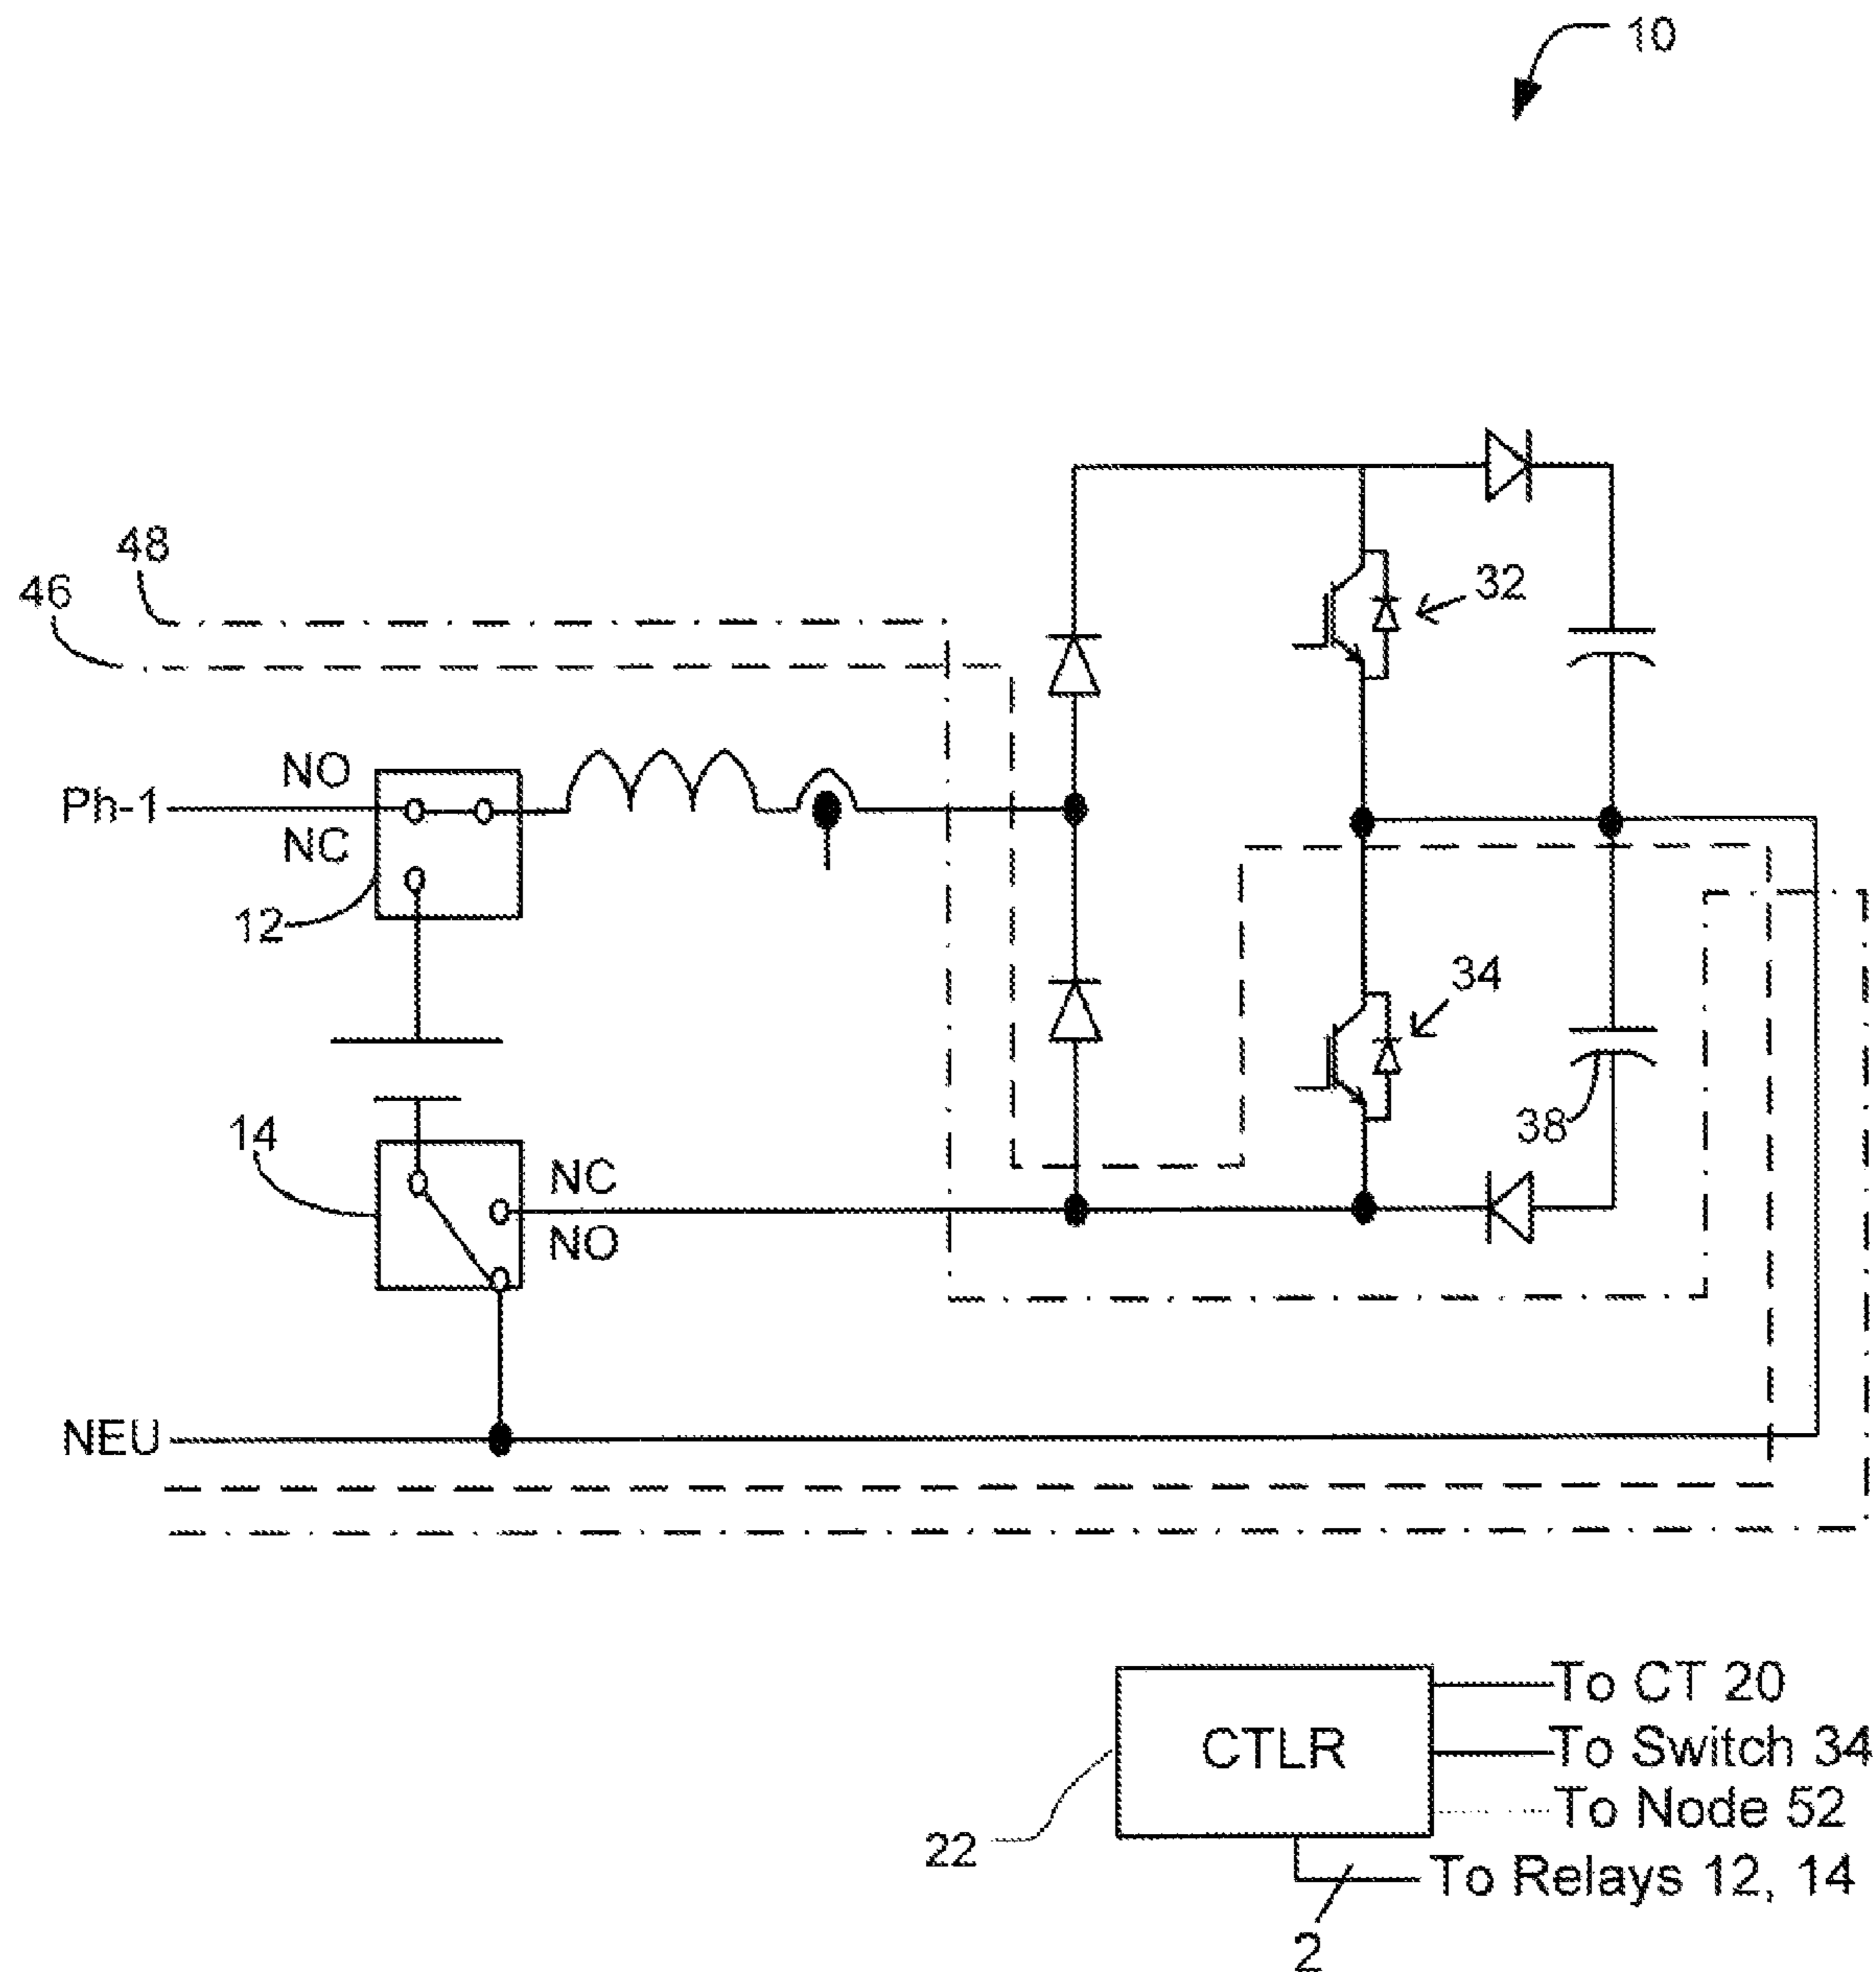 10
48
46
32
NO
Ph-1
NC
12
34
14
38
NC
NO
NEU
To CT 20
CTLR
To Switch 34
To Node 52
22
To Relays 12, 14
2